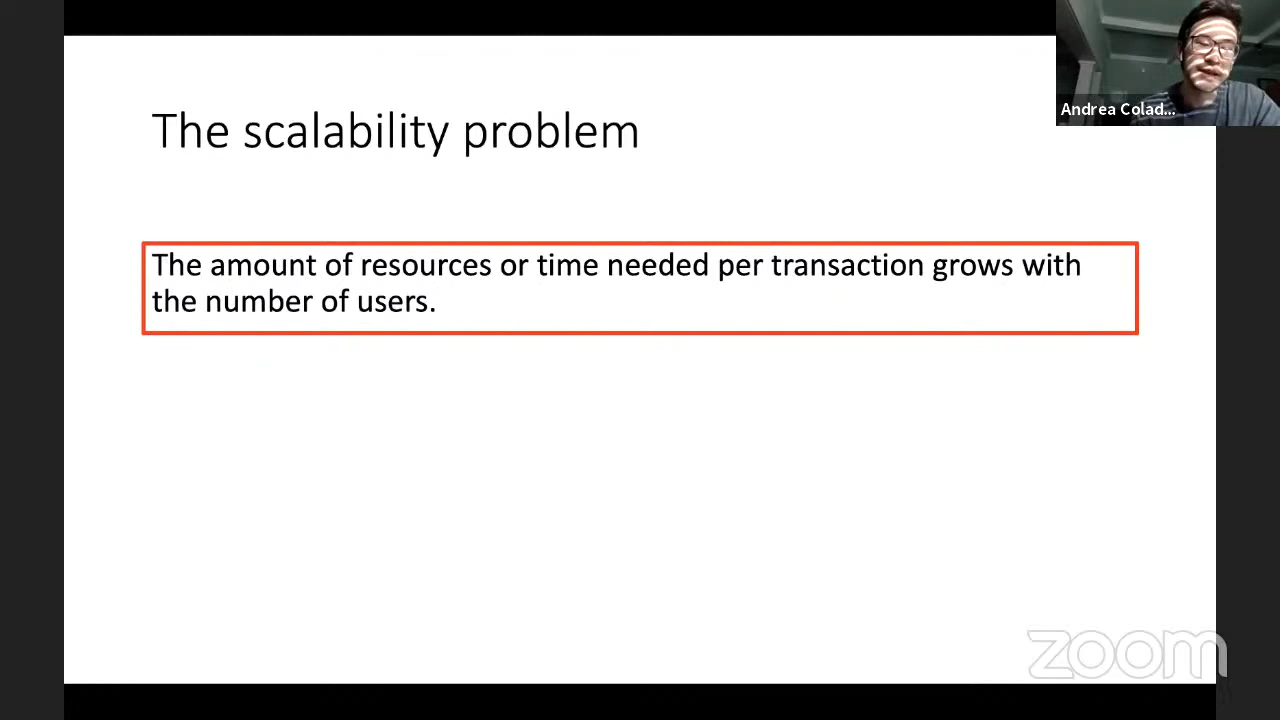 The scalability problem
The amount of resources or time needed per transaction grows with
the number of users.
Andrea Colad...
zoom